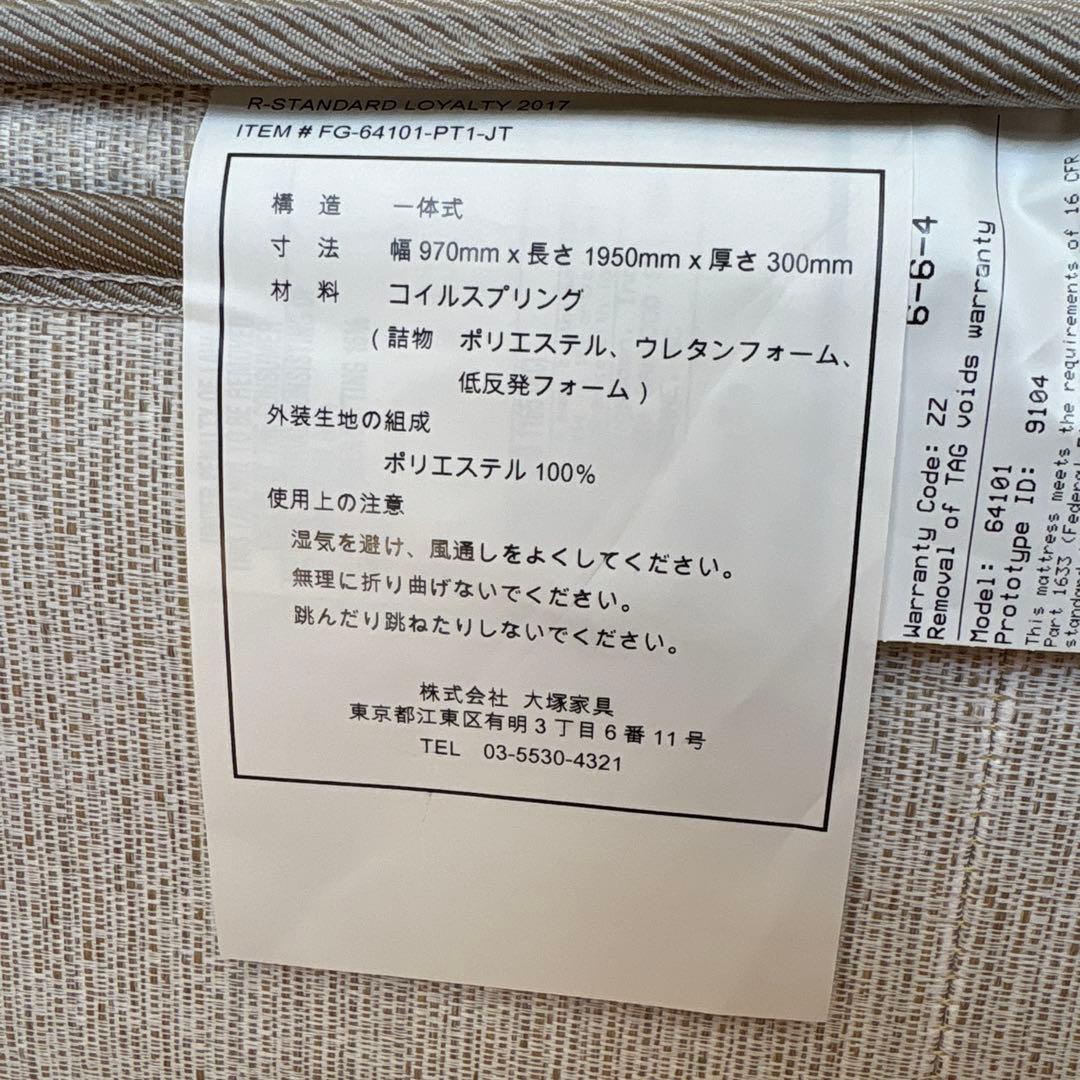 R-STANDARD LOYALTY 2017
ITEM # FG-64101-PT1-JT
構 造 一体式
寸 法 幅 970mm x 長さ 1950mm x 厚さ 300mm
材 料 コイルスプリング
( 詰物 ポリエステル、ウレタンフォーム、
低反発フォーム )
外装生地の組成
ポリエステル 100%
使用上の注意
湿気を避け、風通しをよくしてください。
無理に折り曲げないでください。
跳んだり跳ねたりしないでください。
株式会社 大塚家具
東京都江東区有明3丁目6番11号
TEL 03-5530-4321
6-6-4
Warranty Code: ZZ
Removal of TAG voids warranty
Model: 64101
Prototype ID: 9104
This mattress meets the requirements of 16 CFR
Part 1633 (Federal
standard